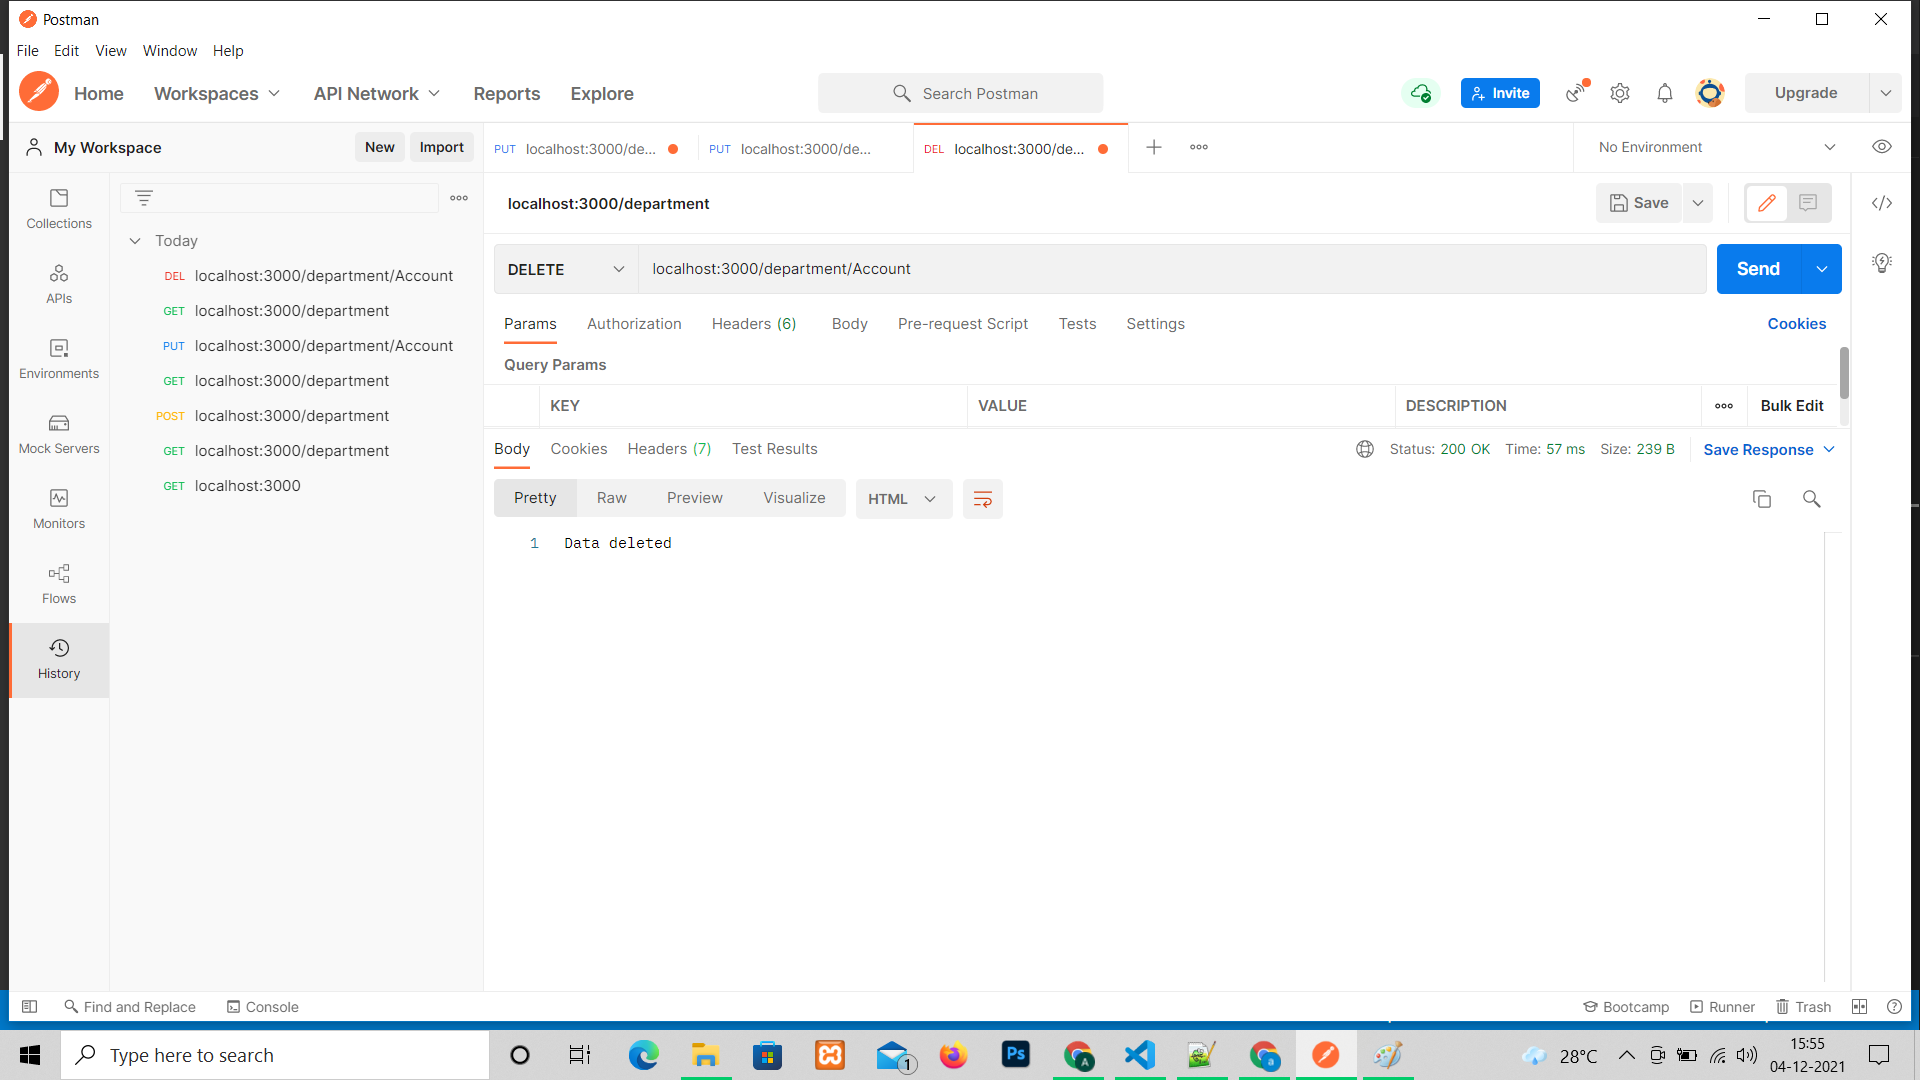 Postman
File Edit View Window Help
Home Workspaces API Network Reports Explore Search Postman Invite Upgrade
My Workspace New Import
PUT localhost:3000/de... PUT localhost:3000/de... DEL localhost:3000/de... No Environment
Collections
APIs
Environments
Mock Servers
Monitors
Flows
History
Today
DEL localhost:3000/department/Account
GET localhost:3000/department
PUT localhost:3000/department/Account
GET localhost:3000/department
POST localhost:3000/department
GET localhost:3000/department
GET localhost:3000
localhost:3000/department Save
DELETE localhost:3000/department/Account Send
Params Authorization Headers (6) Body Pre-request Script Tests Settings Cookies
Query Params
KEY VALUE DESCRIPTION Bulk Edit
Body Cookies Headers (7) Test Results Status: 200 OK Time: 57 ms Size: 239 B Save Response
Pretty Raw Preview Visualize HTML
1 Data deleted
Find and Replace Console Bootcamp Runner Trash
Type here to search Ps 1 A a 28°C 15:55
04-12-2021